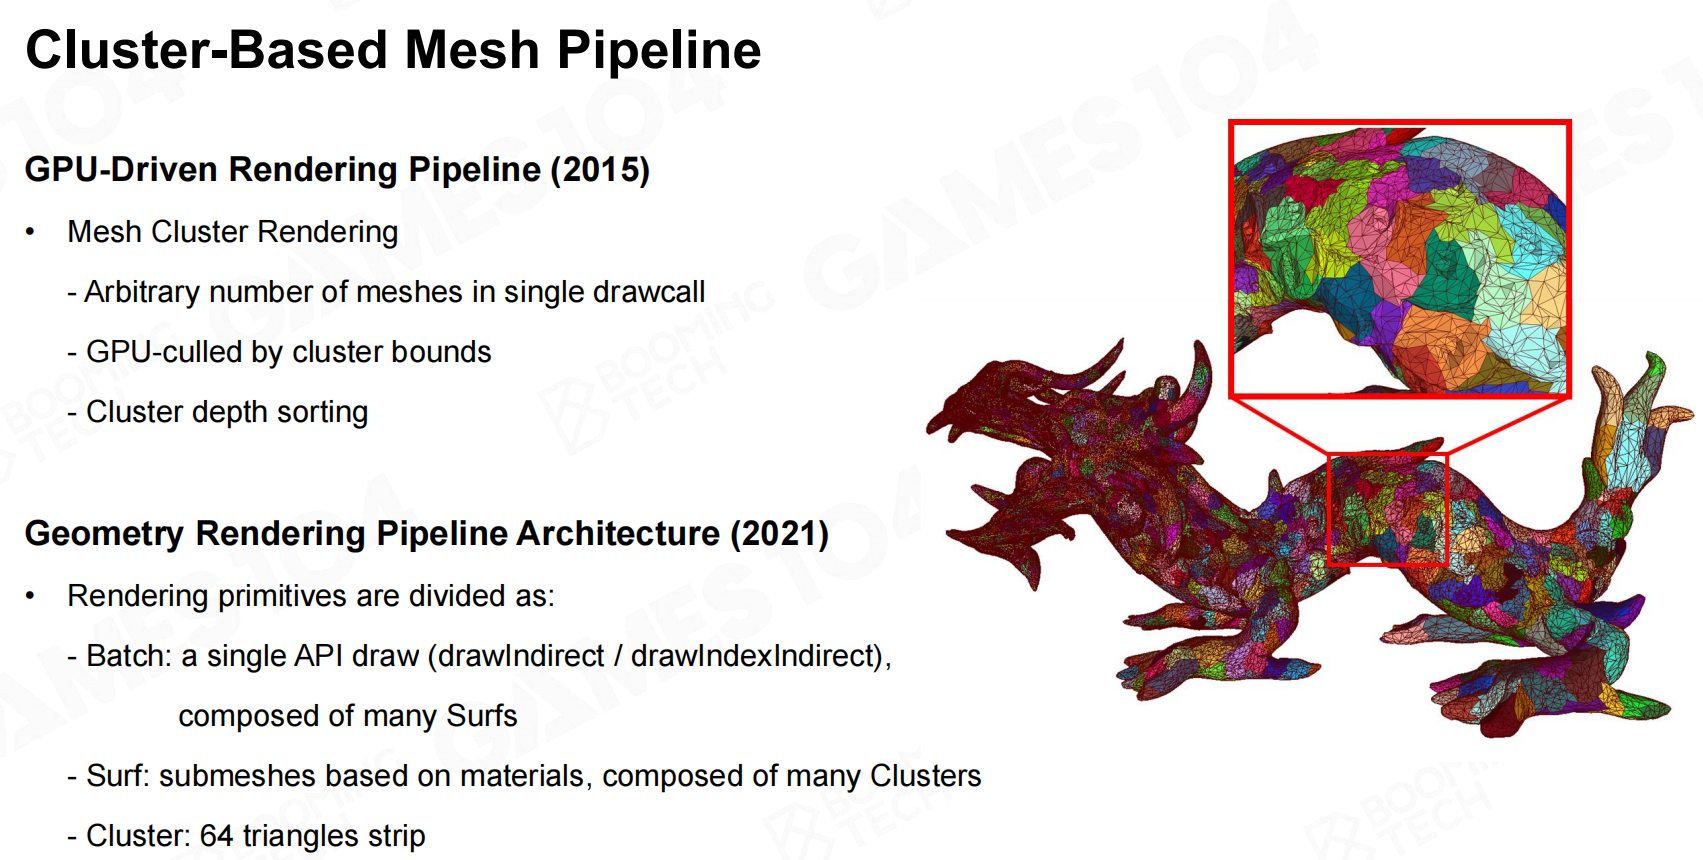 Cluster-Based Mesh Pipeline
GPU-Driven Rendering Pipeline (2015)
• Mesh Cluster Rendering
- Arbitrary number of meshes in single drawcall
- GPU-culled by cluster bounds
- Cluster depth sorting
Geometry Rendering Pipeline Architecture (2021)
• Rendering primitives are divided as:
- Batch: a single API draw (drawIndirect / drawIndexIndirect),
composed of many Surfs
- Surf: submeshes based on materials, composed of many Clusters
- Cluster: 64 triangles strip
GAMES104
BOOMING
TECH